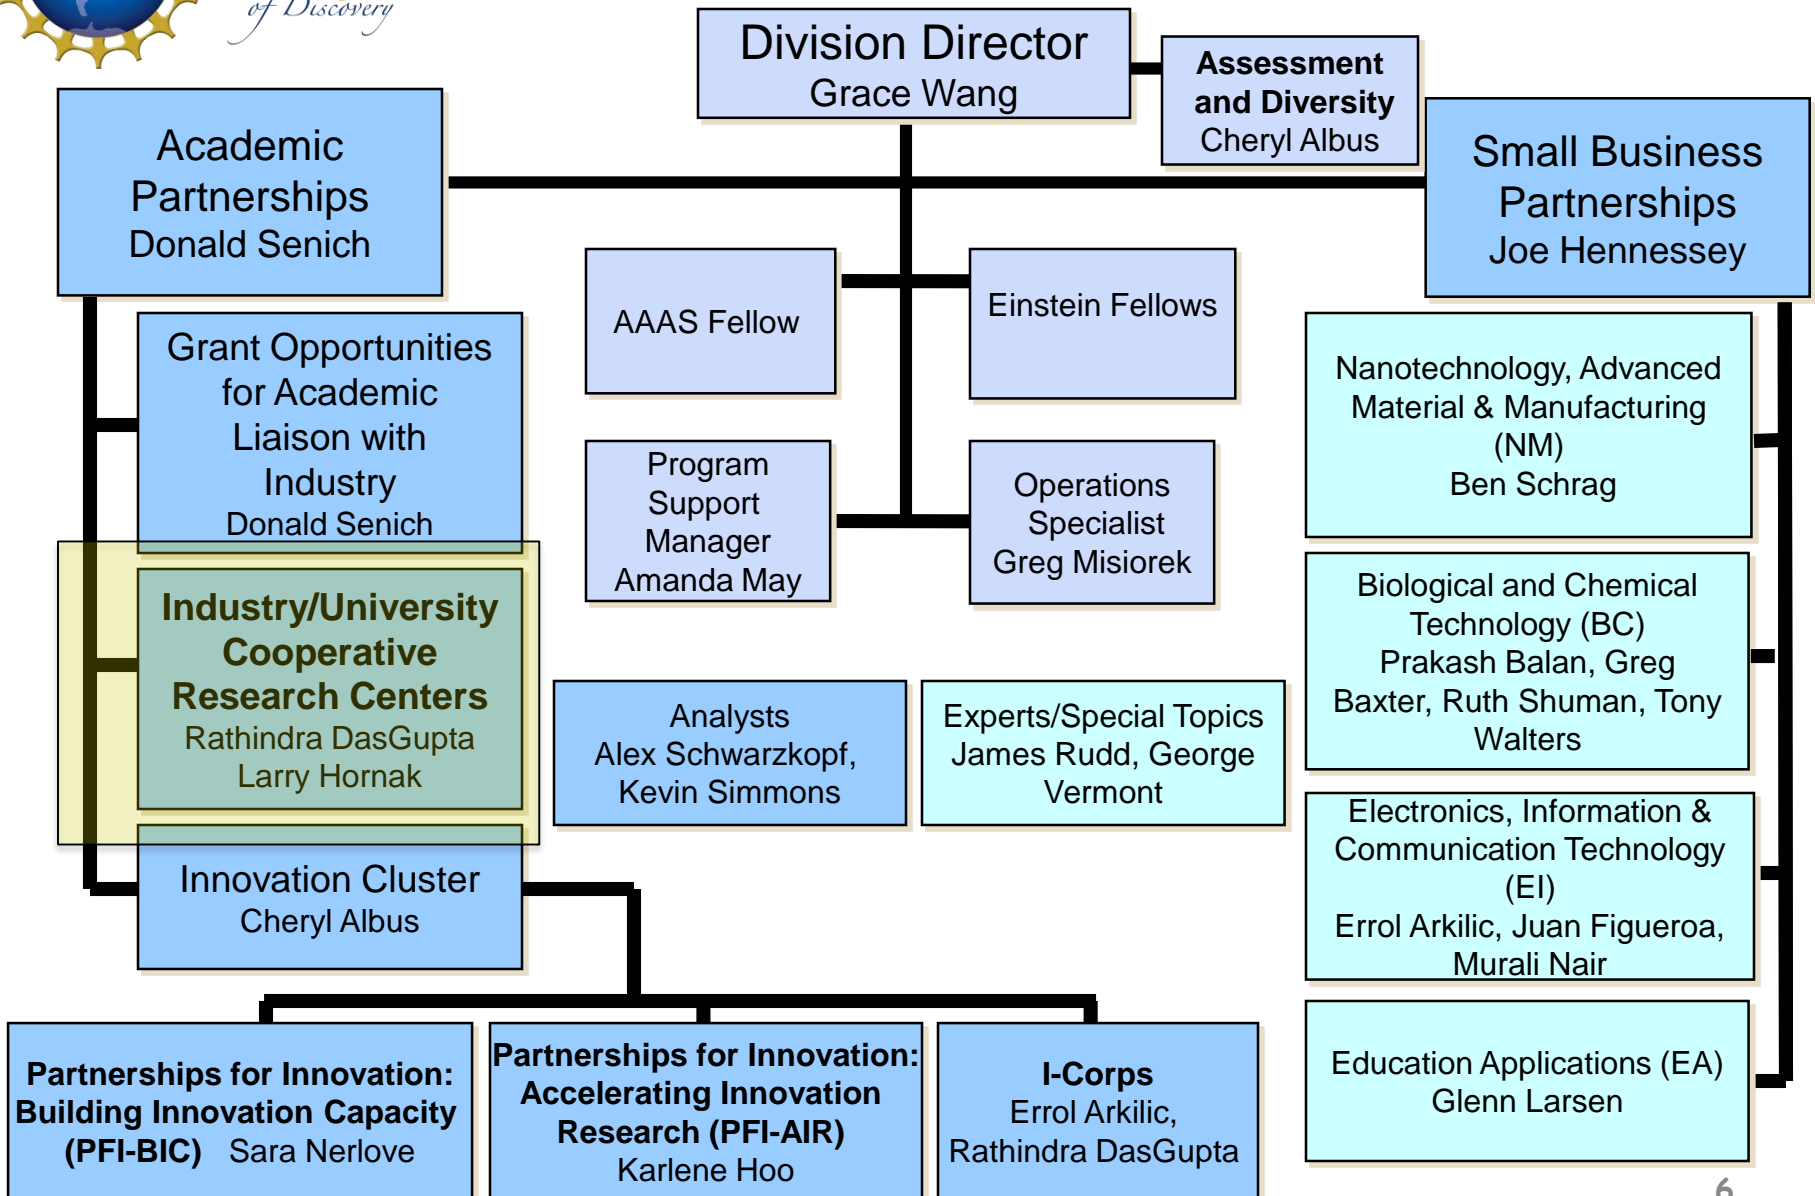 of Discovery
Division Director
Grace Wang
Assessment
and Diversity
Cheryl Albus
Academic
Partnerships
Donald Senich
Small Business
Partnerships
Joe Hennessey
AAAS Fellow
Einstein Fellows
Grant Opportunities
for Academic
Liaison with
Industry
Donald Senich
Program
Support
Manager
Amanda May
Operations
Specialist
Greg Misiorek
Nanotechnology, Advanced
Material & Manufacturing
(NM)
Ben Schrag
Industry/University
Cooperative
Research Centers
Rathindra DasGupta
Larry Hornak
Biological and Chemical
Technology (BC)
Prakash Balan, Greg
Baxter, Ruth Shuman, Tony
Walters
Analysts
Alex Schwarzkopf,
Kevin Simmons
Experts/Special Topics
James Rudd, George
Vermont
Electronics, Information &
Communication Technology
(EI)
Errol Arkilic, Juan Figueroa,
Murali Nair
Innovation Cluster
Cheryl Albus
Education Applications (EA)
Glenn Larsen
Partnerships for Innovation:
Building Innovation Capacity
(PFI-BIC) Sara Nerlove
Partnerships for Innovation:
Accelerating Innovation
Research (PFI-AIR)
Karlene Hoo
I-Corps
Errol Arkilic,
Rathindra DasGupta
6